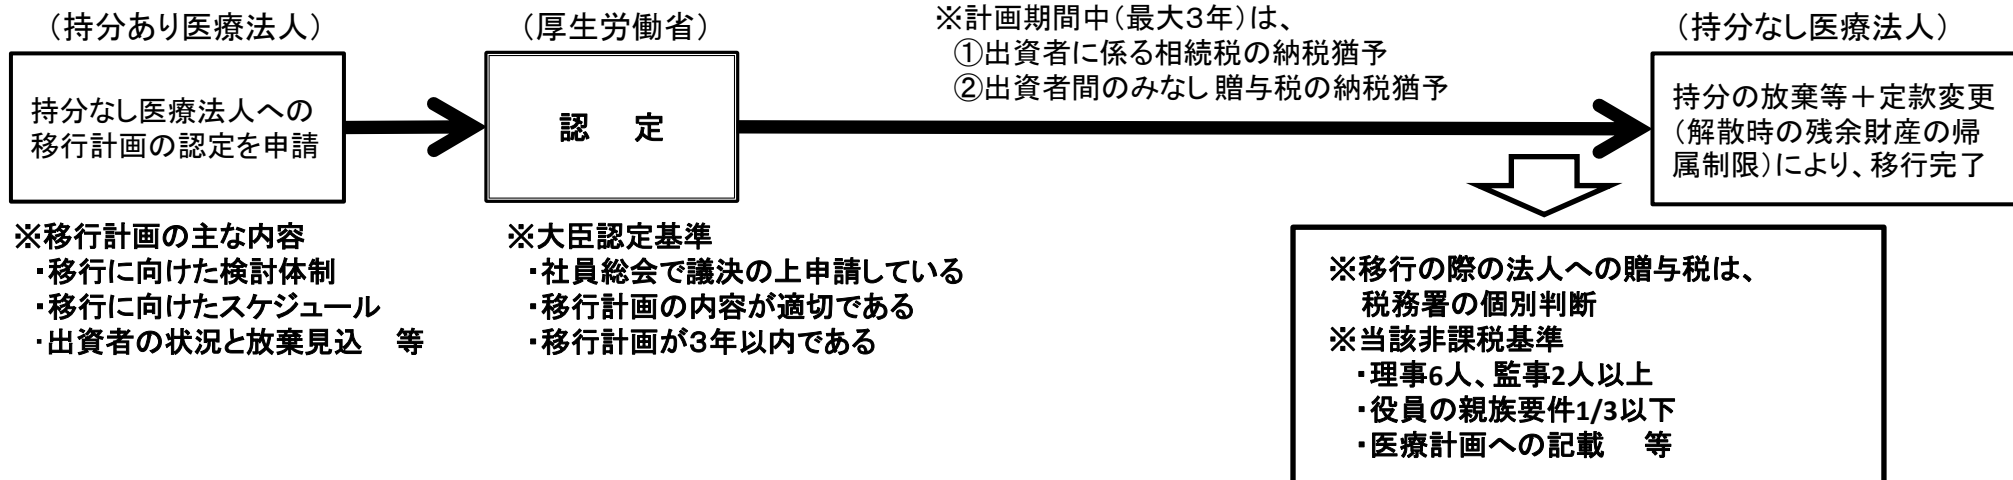 （持分あり医療法人）
持分なし医療法人への
移行計画の認定を申請
※移行計画の主な内容
・移行に向けた検討体制
・移行に向けたスケジュール
・出資者の状況と放棄見込　等
（厚生労働省）
認　定
※大臣認定基準
・社員総会で議決の上申請している
・移行計画の内容が適切である
・移行計画が３年以内である
※計画期間中（最大３年）は、
①出資者に係る相続税の納税猶予
②出資者間のみなし贈与税の納税猶予
（持分なし医療法人）
持分の放棄等＋定款変更
（解散時の残余財産の帰
属制限）により、移行完了
※移行の際の法人への贈与税は、
税務署の個別判断
※当該非課税基準
・理事6人、監事2人以上
・役員の親族要件1/3以下
・医療計画への記載　等